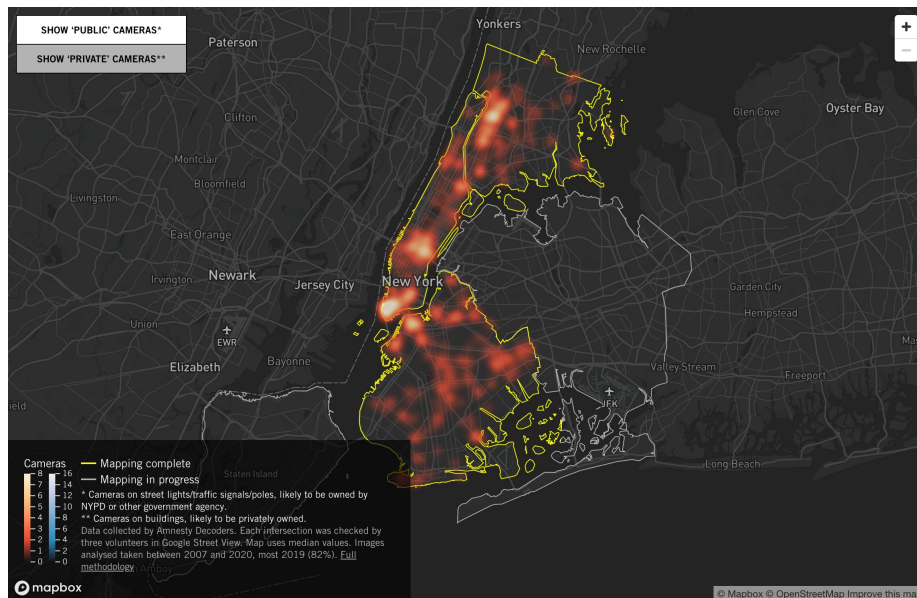 SHOW ‘PUBLIC’ CAMERAS*
SHOW ‘PRIVATE’ CAMERAS**
+
−
Yonkers
Paterson
New Rochelle
Glen Cove
Oyster Bay
Clifton
Montclair
Bloomfield
Livingston
East Orange
Irvington
Newark
Jersey City
New York
Garden City
Hempstead
Union
EWR
Bayonne
Elizabeth
Valley Stream
Freeport
JFK
Long Beach
Staten Island
Cameras
8 16
7 14
6 12
5 10
4 8
3 6
2 4
1 2
0 0
Mapping complete
Mapping in progress
* Cameras on street lights/traffic signals/poles, likely to be owned by
NYPD or other government agency.
** Cameras on buildings, likely to be privately owned.
Data collected by Amnesty Decoders. Each intersection was checked by
three volunteers in Google Street View. Map uses median values. Images
analysed taken between 2007 and 2020, most 2019 (82%). Full
methodology
Amboy
mapbox
© Mapbox © OpenStreetMap Improve this ma